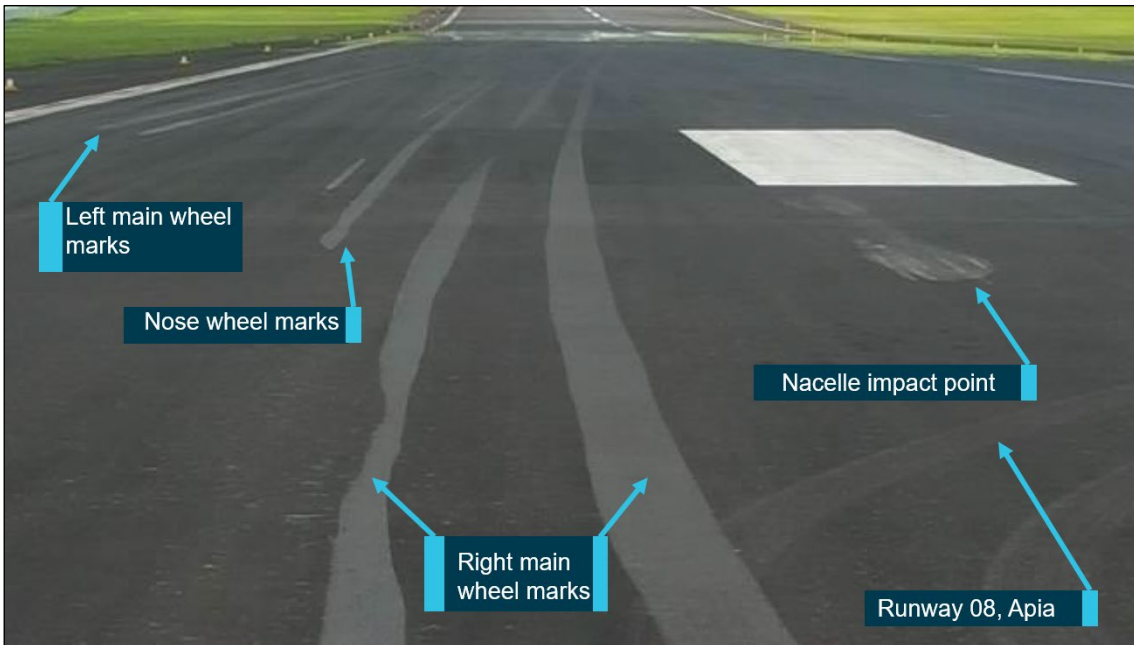 Left main wheel
marks
Nose wheel marks
Nacelle impact point
Right main
wheel marks
Runway 08, Apia